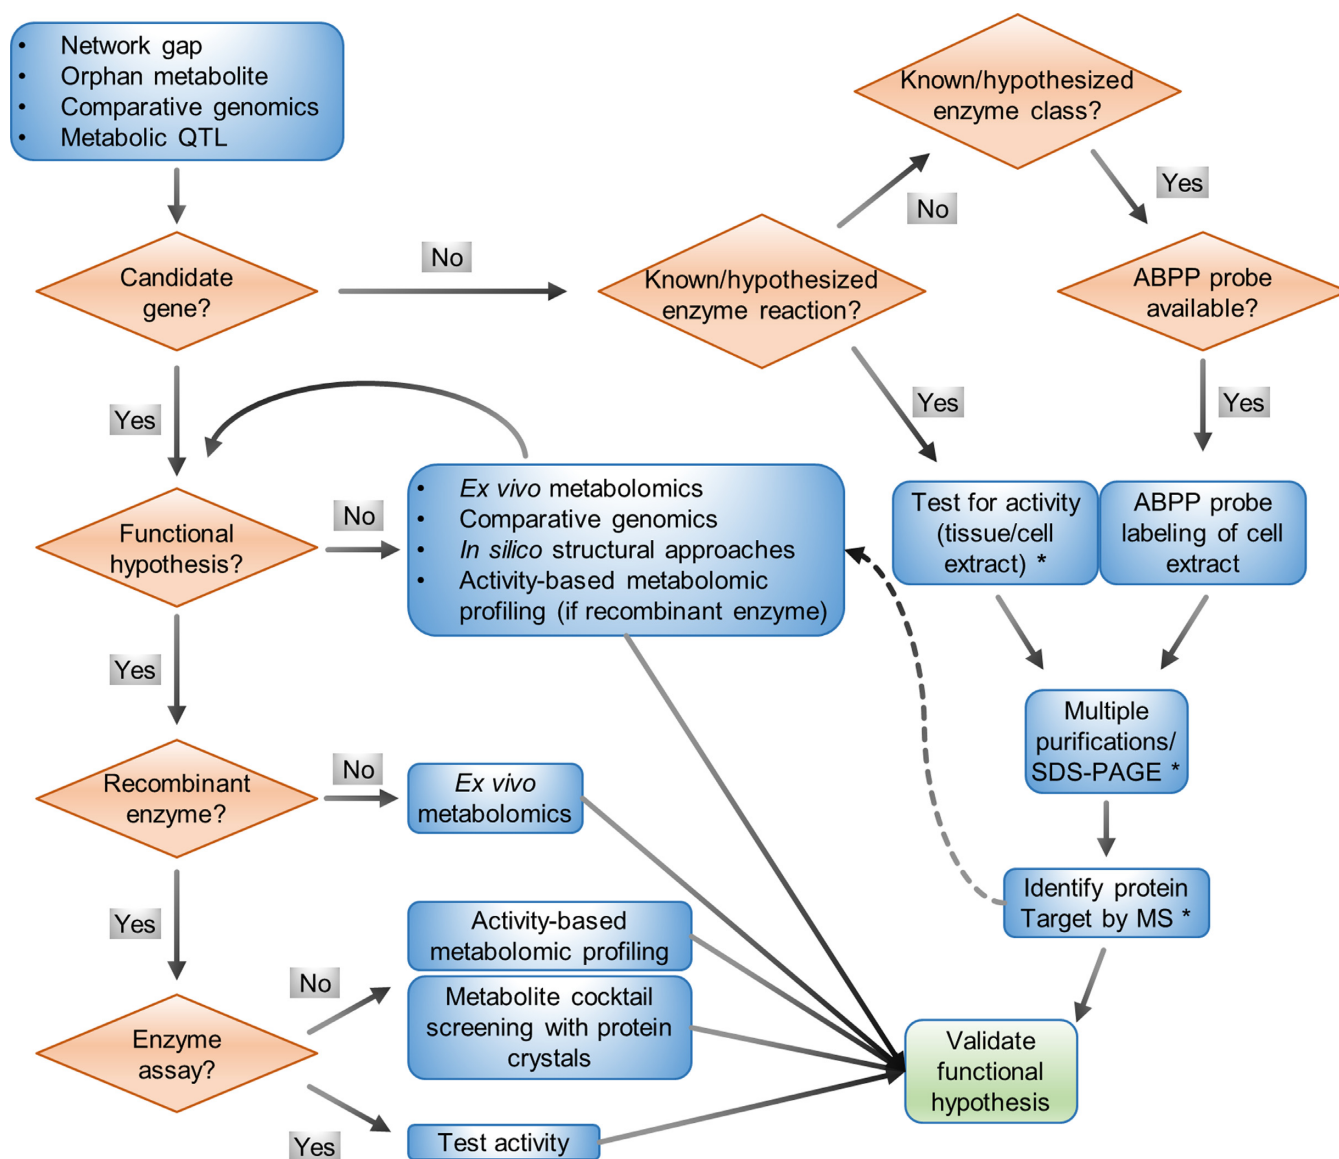 • Network gap
• Orphan metabolite
• Comparative genomics
• Metabolic QTL
Known/hypothesized
enzyme class?
No
Yes
Candidate
gene?
No
Known/hypothesized
enzyme reaction?
ABPP probe
available?
Yes
Yes
Yes
Functional
hypothesis?
No
• Ex vivo metabolomics
• Comparative genomics
• In silico structural approaches
• Activity-based metabolomic
profiling (if recombinant enzyme)
Test for activity
(tissue/cell
extract) *
ABPP probe
labeling of cell
extract
Yes
Multiple
purifications/
SDS-PAGE *
Recombinant
enzyme?
No
Ex vivo
metabolomics
Identify protein
Target by MS *
Yes
Activity-based
metabolomic profiling
No
Metabolite cocktail
screening with protein
crystals
Enzyme
assay?
Validate
functional
hypothesis
Yes
Test activity